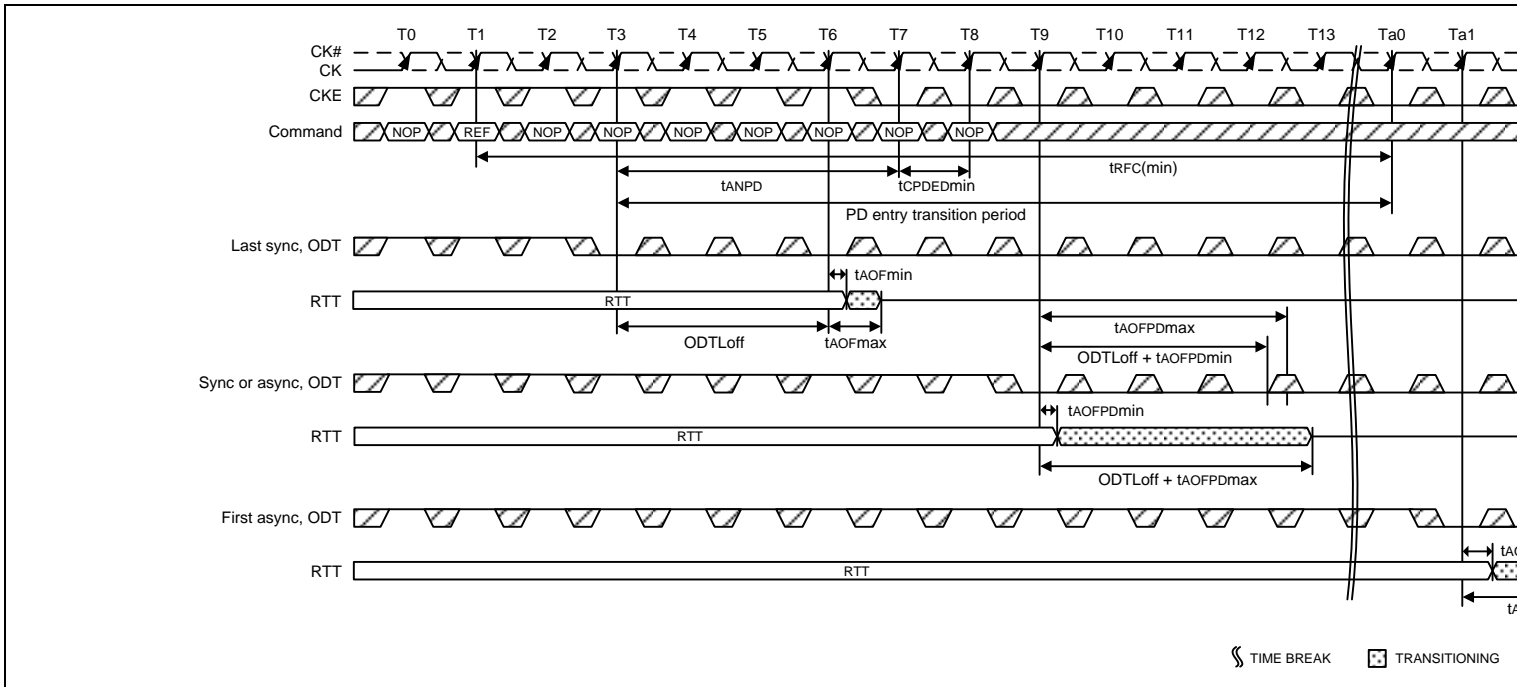 T0 T1 T2 T3 T4 T5 T6 T7 T8 T9 T10 T11 T12 T13 Ta0 Ta1
CK#
CK
CKE
Command NOP REF NOP NOP NOP NOP NOP NOP NOP
tRFC(min)
tANPD tCPDEDmin
PD entry transition period
Last sync, ODT
tAOFmin
RTT RTT
ODTLoff tAOFmax
tAOFPDmax
ODTLoff + tAOFPDmin
Sync or async, ODT
tAOFPDmin
RTT RTT
ODTLoff + tAOFPDmax
First async, ODT
RTT RTT
TIME BREAK TRANSITIONING